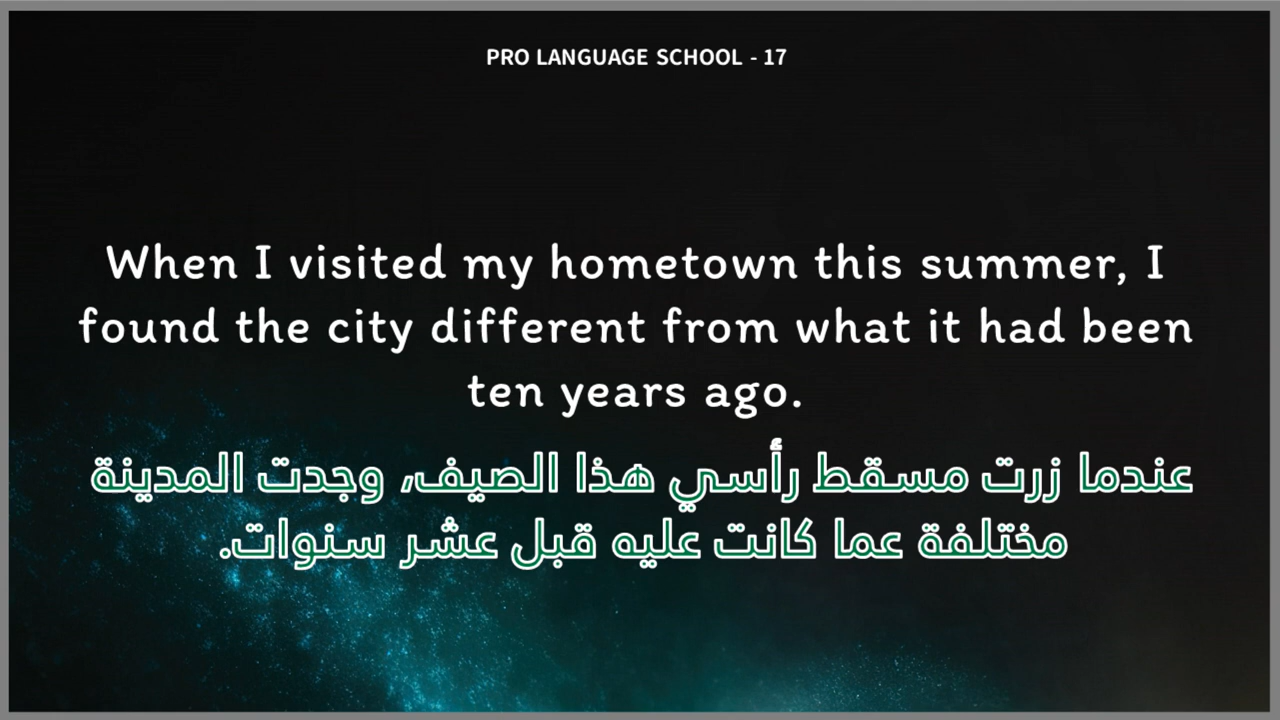 PRO LANGUAGE SCHOOL - 17
When I visited my hometown this summer, I
found the city different from what it had been
ten years ago.
عندما زرت مسقط رأسي هذا الصيف، وجدت المدينة
مختلفة عما كانت عليه قبل عشر سنوات.